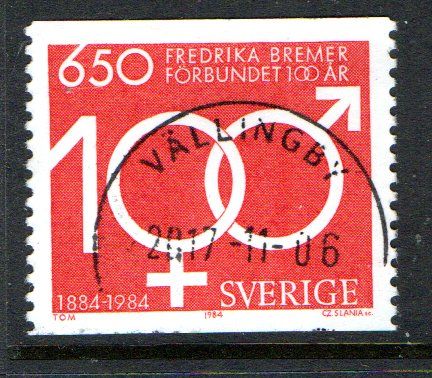 650 FREDRIKA BREMER
FÖRBUNDET 100 ÅR
100
VÄLLINGBY
2017-11-06
1884-1984 SVERIGE
TOM 1984 CZ.SLANIA sc.